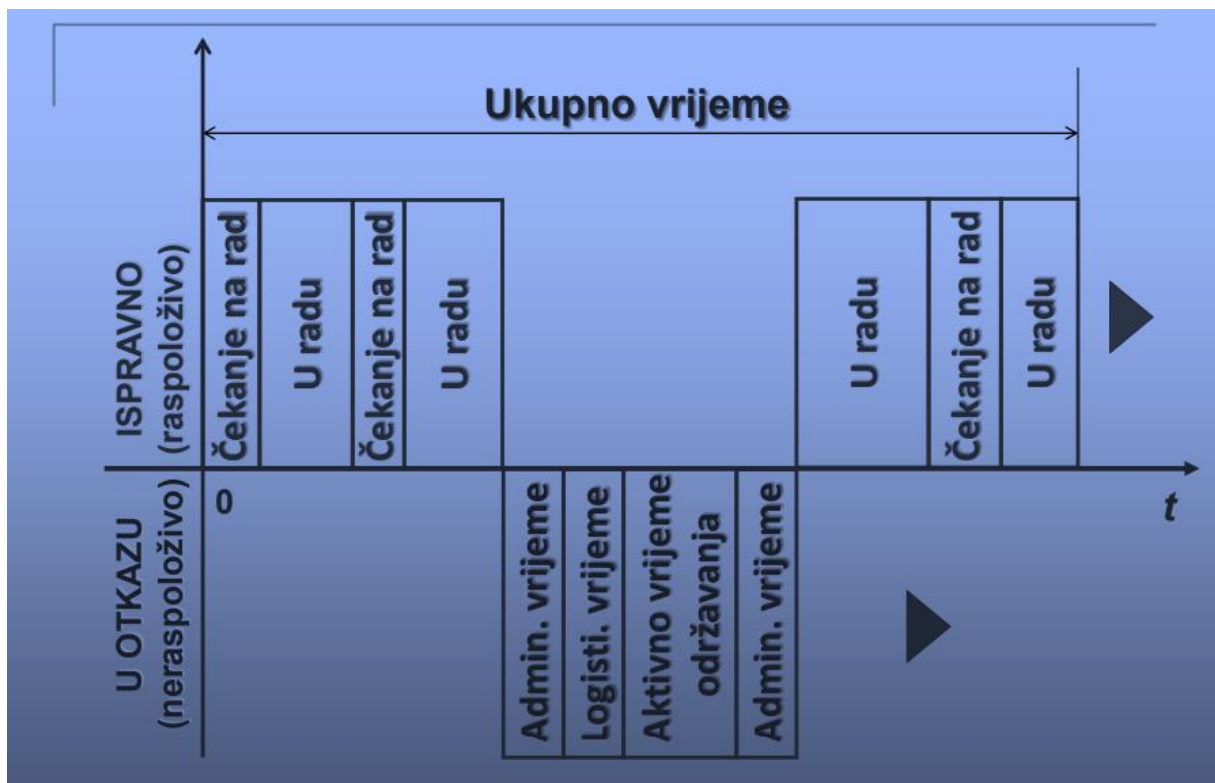 Ukupno vrijeme
ISPRAVNO
(raspoloživo)
Čekanje na rad
U radu
Čekanje na rad
U radu
U radu
Čekanje na rad
U radu
0
t
U OTKAZU
(neraspoloživo)
Admin. vrijeme
Logisti. vrijeme
Aktivno vrijeme
održavanja
Admin. vrijeme